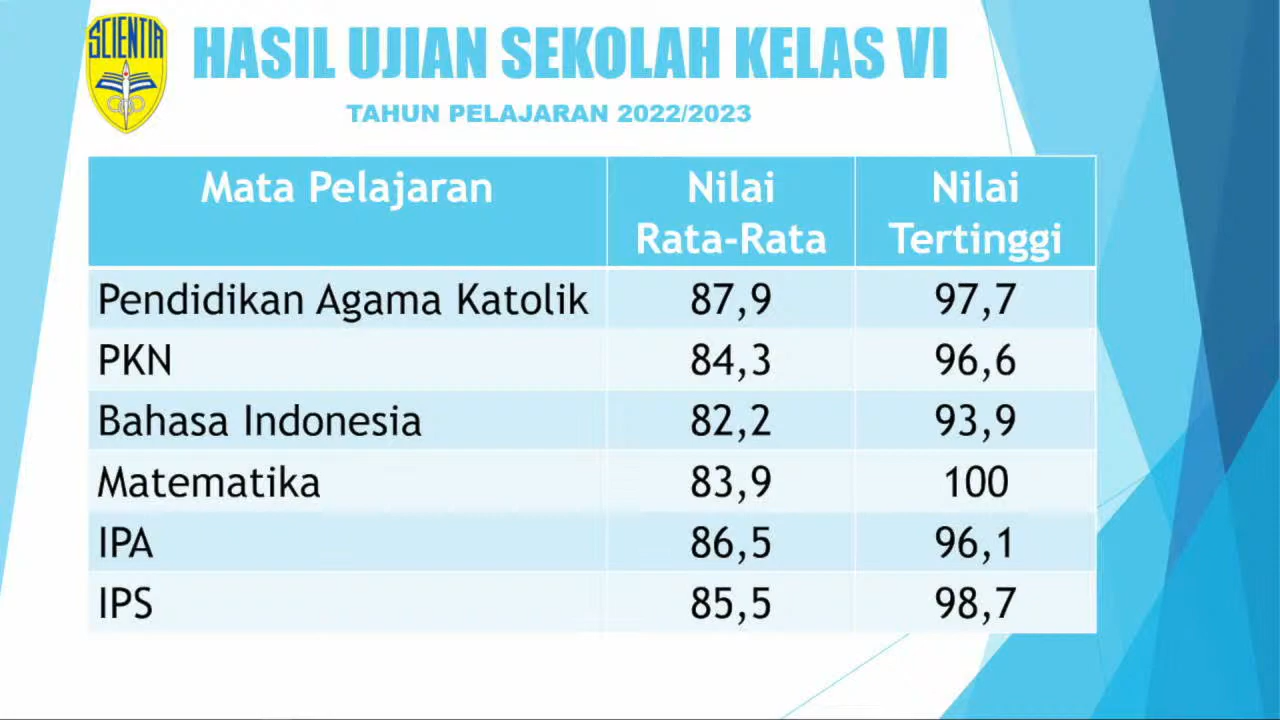 SCIENTIA
HASIL UJIAN SEKOLAH KELAS VI
TAHUN PELAJARAN 2022/2023
Mata Pelajaran Nilai Rata-Rata Nilai Tertinggi
Pendidikan Agama Katolik 87,9 97,7
PKN 84,3 96,6
Bahasa Indonesia 82,2 93,9
Matematika 83,9 100
IPA 86,5 96,1
IPS 85,5 98,7